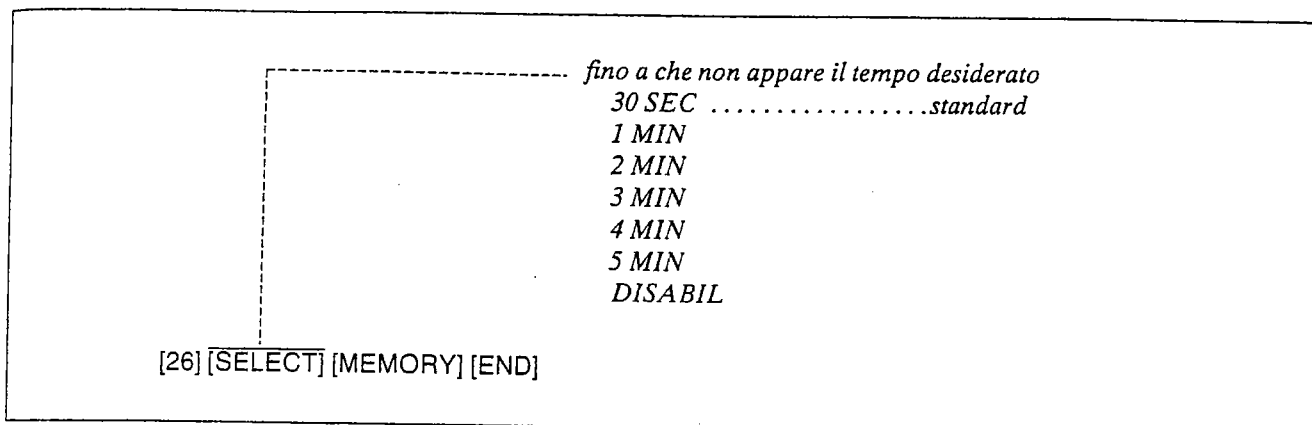 fino a che non appare il tempo desiderato
30 SEC ..................standard
1 MIN
2 MIN
3 MIN
4 MIN
5 MIN
DISABIL
[26] [SELECT] [MEMORY] [END]